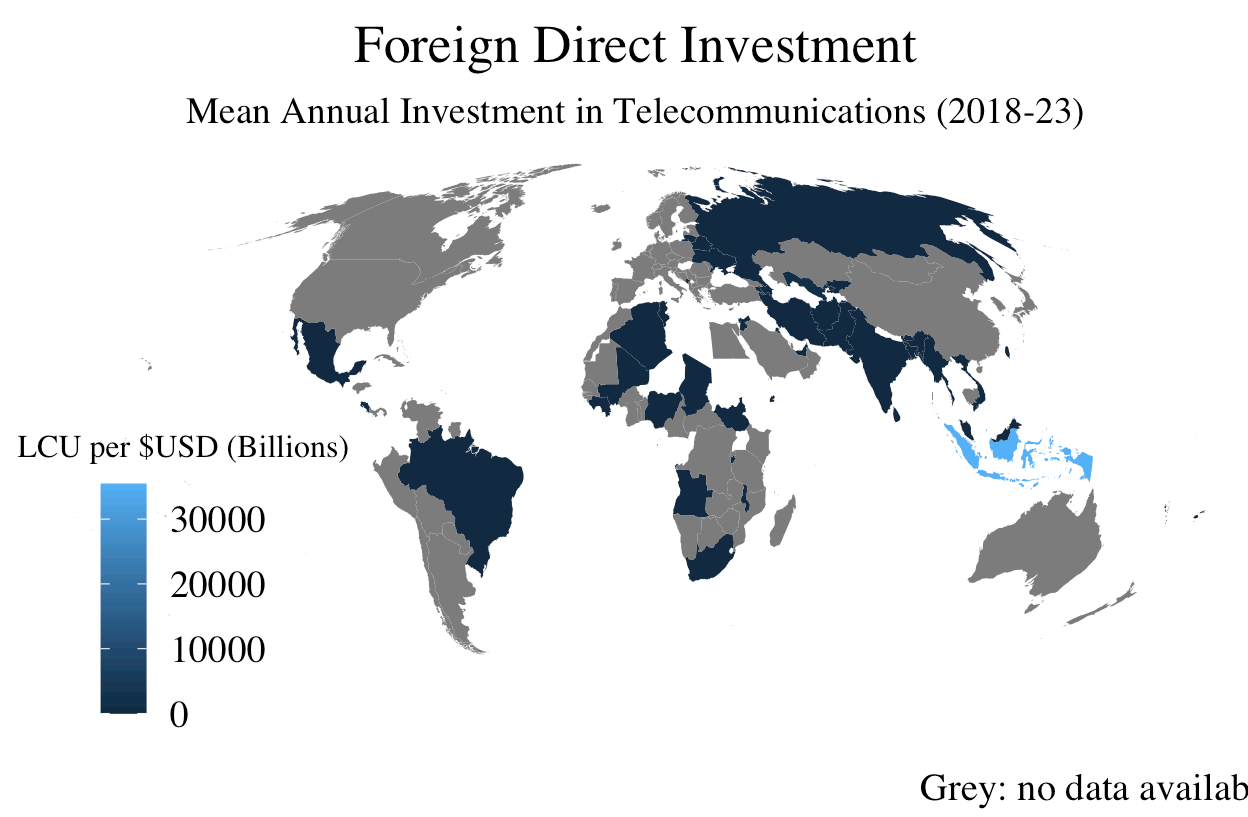 Foreign Direct Investment
Mean Annual Investment in Telecommunications (2018-23)
LCU per $USD (Billions)
30000
20000
10000
0
Grey: no data availab